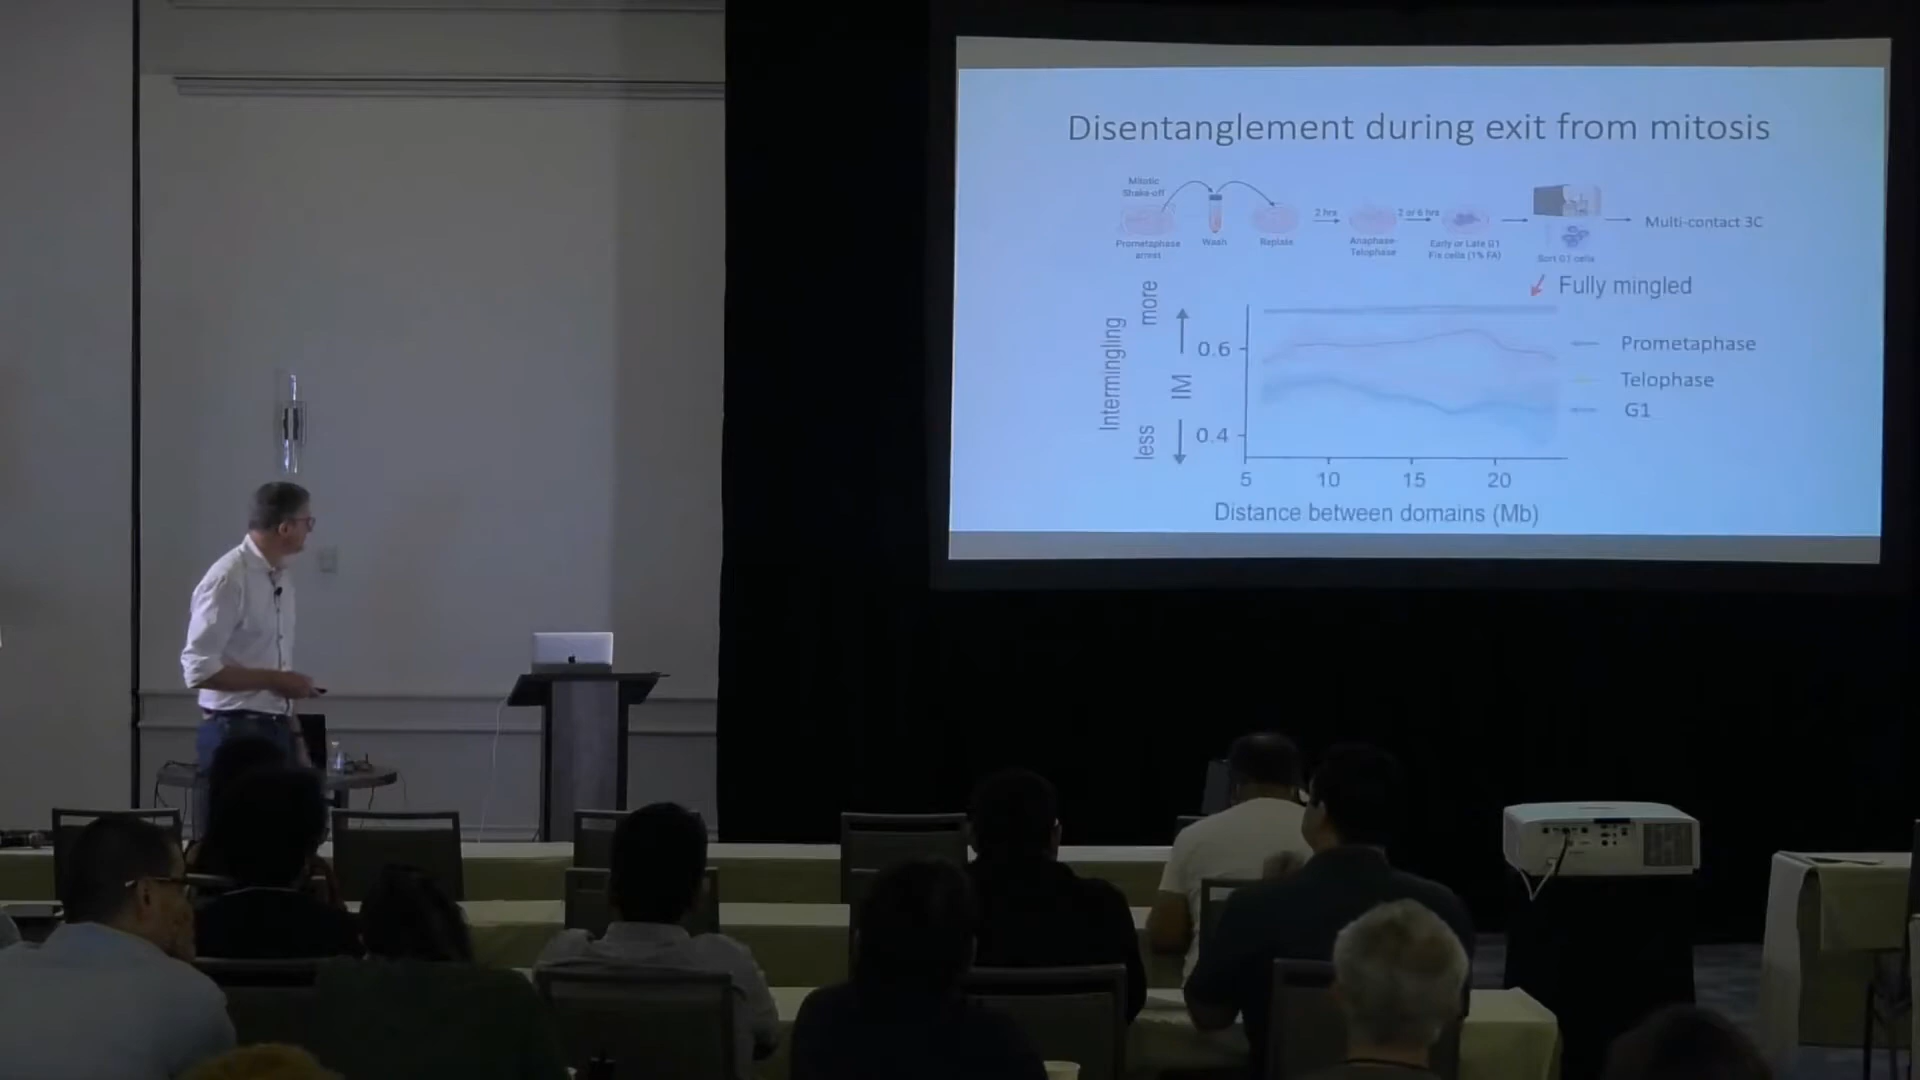 Disentanglement during exit from mitosis
Mitotic
Shake-off
Prometaphase
arrest
Wash
Replate
2 hrs
Anaphase-
Telophase
2 or 6 hrs
Early or Late G1
Fix cells (1% FA)
Sort G1 cells
Multi-contact 3C
Fully mingled
Intermingling
more
less
IM
0.6
0.4
Prometaphase
Telophase
G1
5 10 15 20
Distance between domains (Mb)